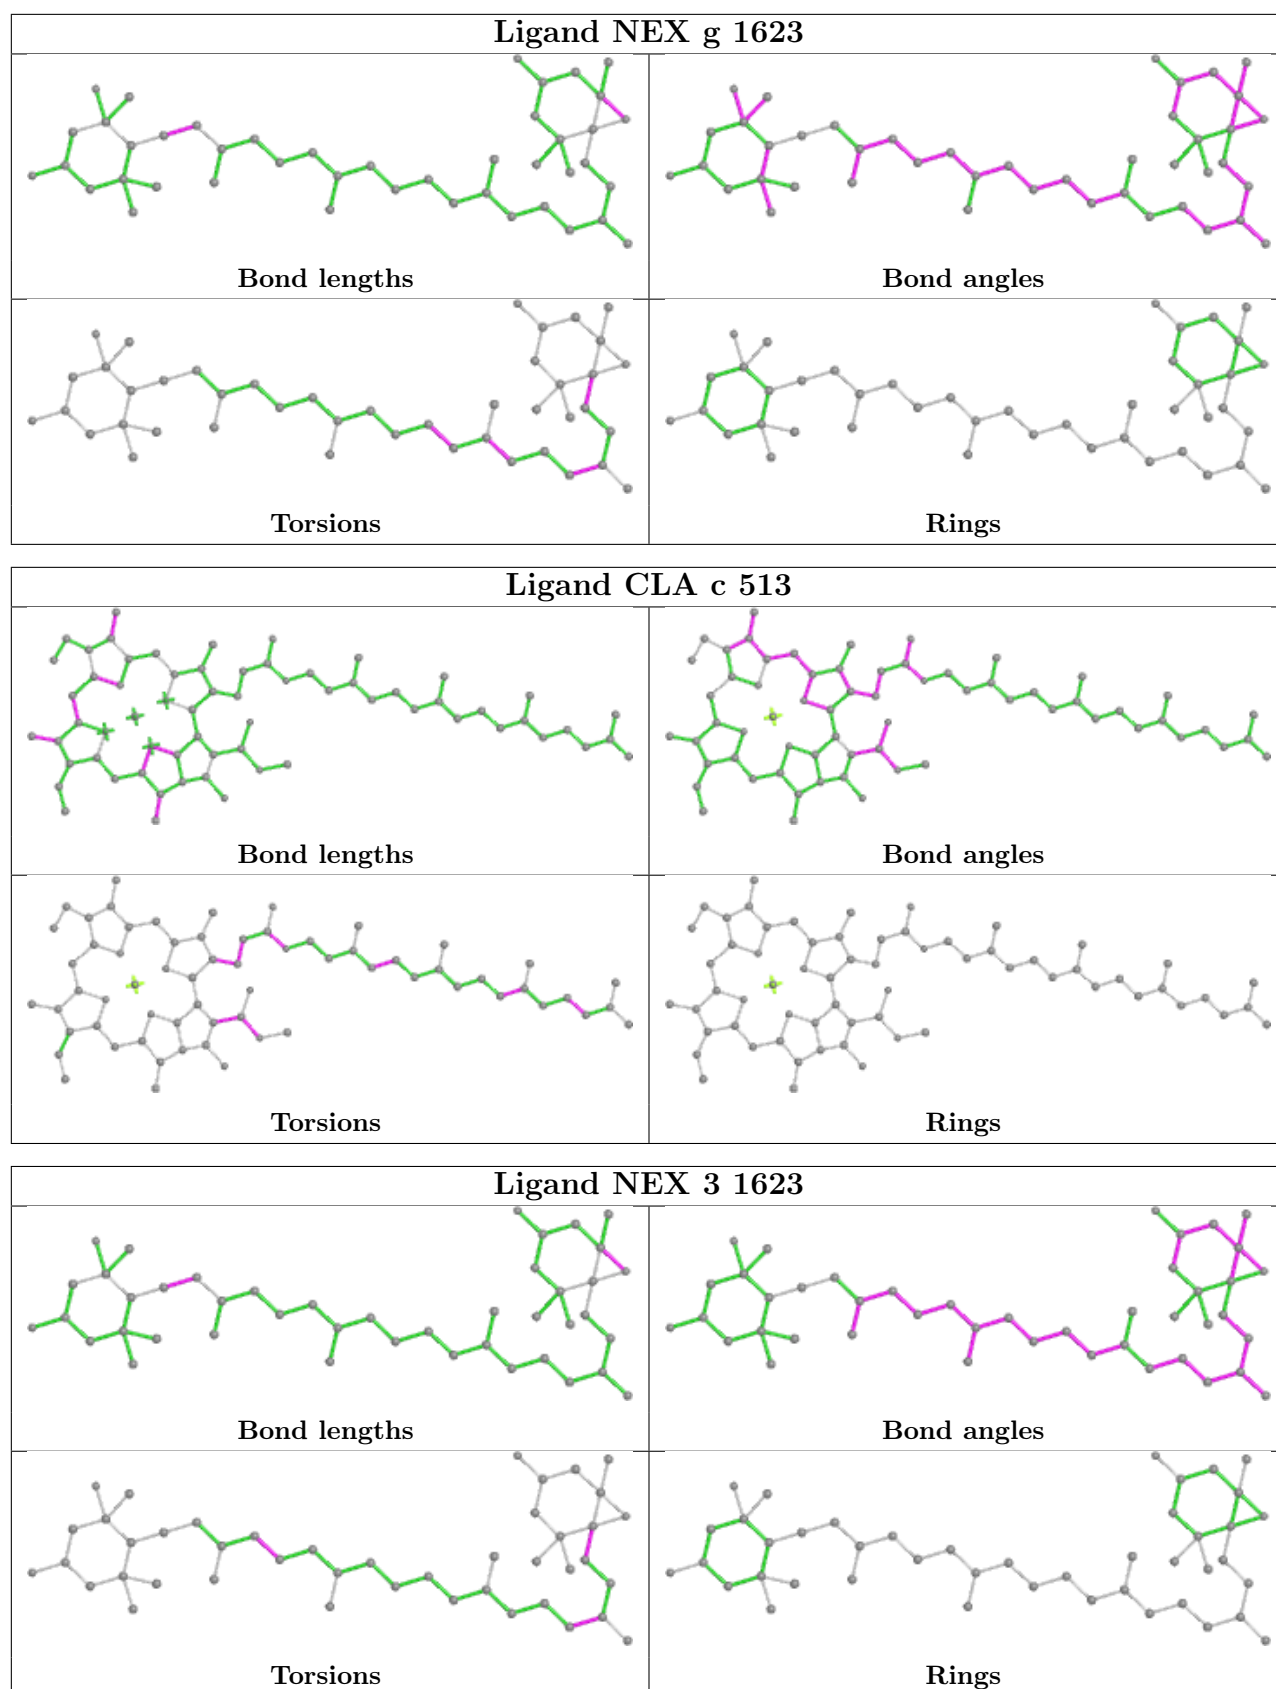 Ligand NEX g 1623
Bond lengths
Bond angles
Torsions
Rings
Ligand CLA c 513
Bond lengths
Bond angles
Torsions
Rings
Ligand NEX 3 1623
Bond lengths
Bond angles
Torsions
Rings